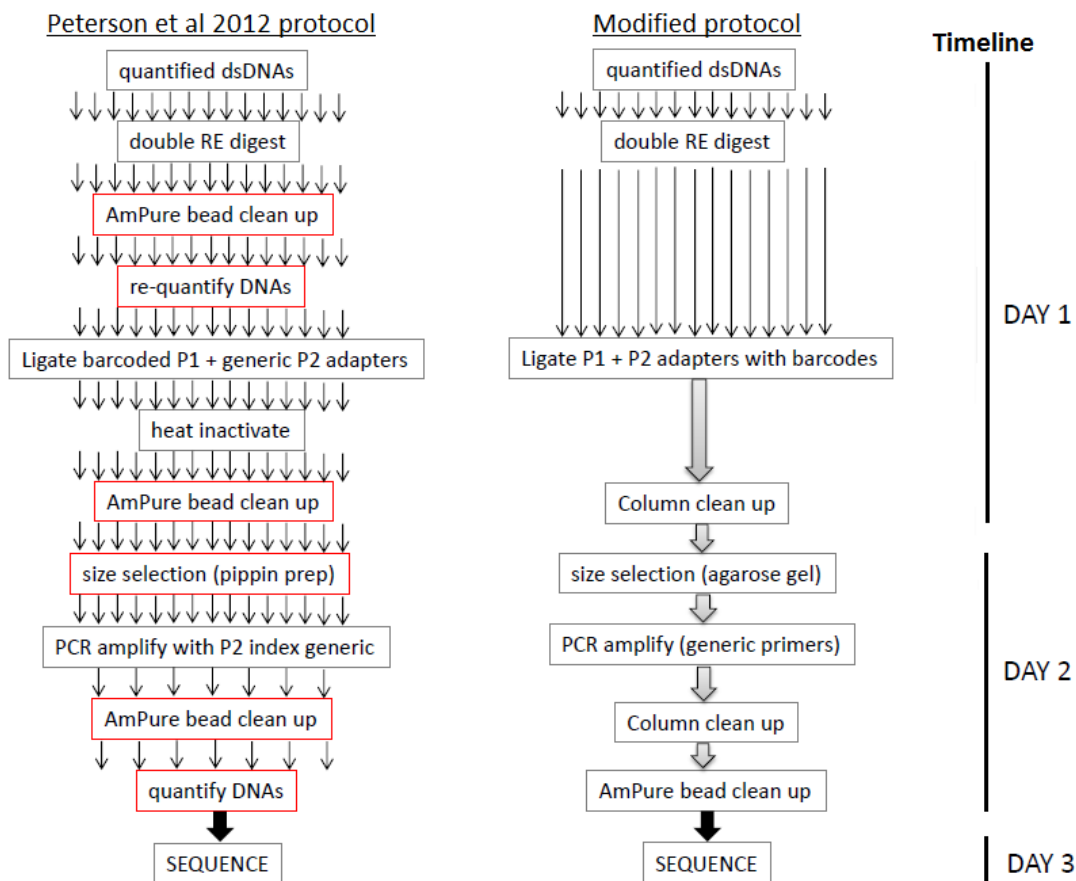 Peterson et al 2012 protocol
quantified dsDNAs
double RE digest
AmPure bead clean up
re-quantify DNAs
Ligate barcoded P1 + generic P2 adapters
heat inactivate
AmPure bead clean up
size selection (pippin prep)
PCR amplify with P2 index generic
AmPure bead clean up
quantify DNAs
SEQUENCE
Modified protocol
quantified dsDNAs
double RE digest
Ligate P1 + P2 adapters with barcodes
Column clean up
size selection (agarose gel)
PCR amplify (generic primers)
Column clean up
AmPure bead clean up
SEQUENCE
Timeline
DAY 1
DAY 2
DAY 3